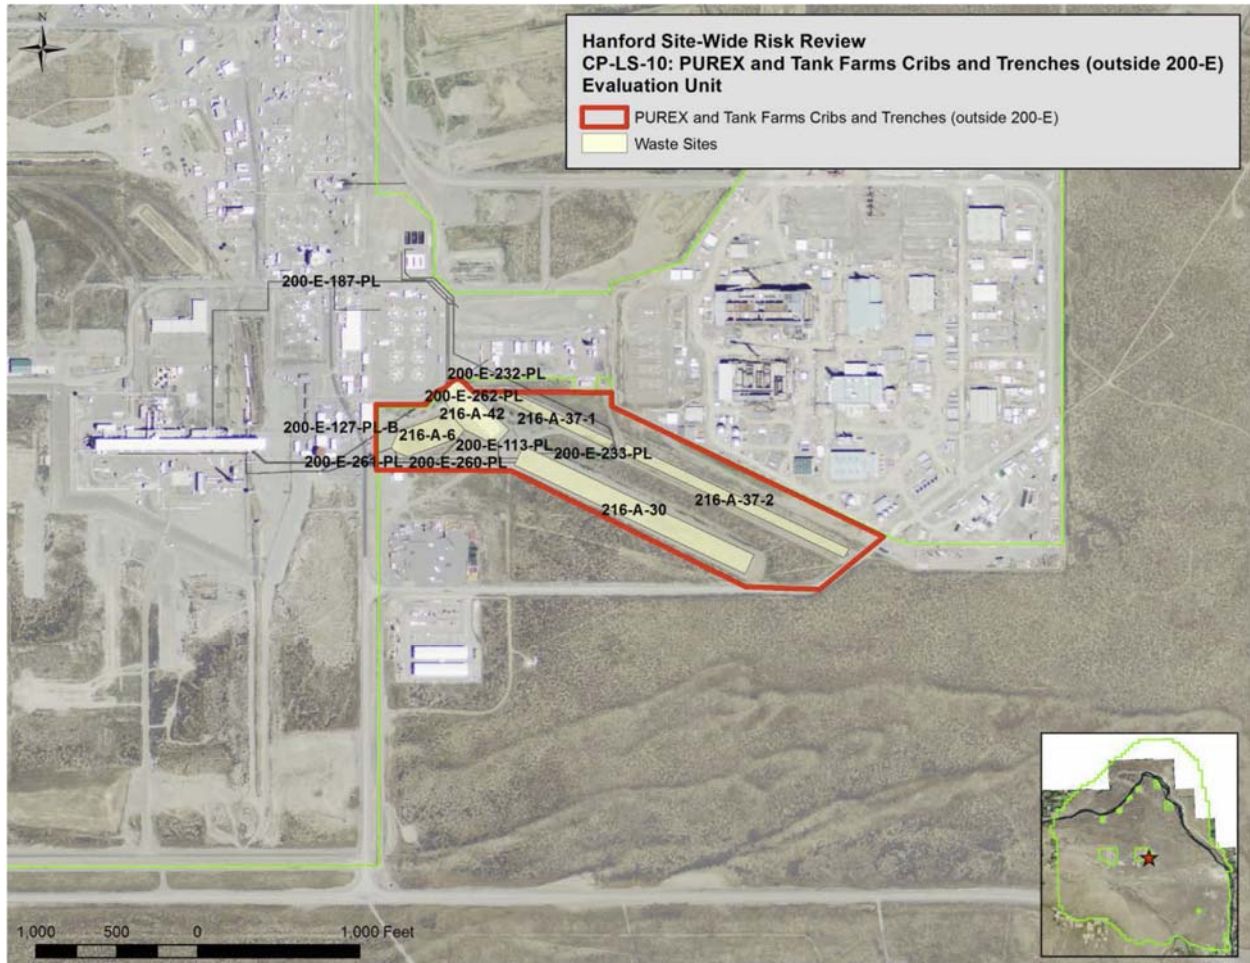 N
Hanford Site-Wide Risk Review
CP-LS-10: PUREX and Tank Farms Cribs and Trenches (outside 200-E)
Evaluation Unit
PUREX and Tank Farms Cribs and Trenches (outside 200-E)
Waste Sites
200-E-187-PL
200-E-232-PL
200-E-262-PL
216-A-42
216-A-37-1
200-E-127-PL-B
216-A-6
200-E-113-PL
200-E-233-PL
200-E-261-PL
200-E-260-PL
216-A-37-2
216-A-30
1,000 500 0 1,000 Feet